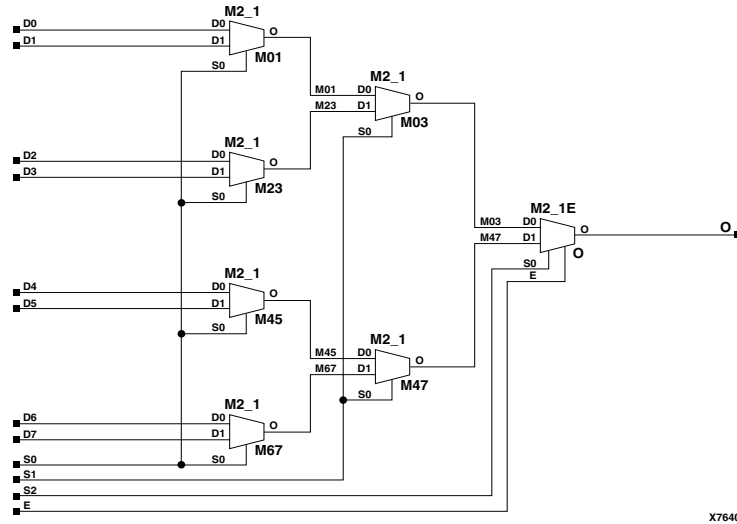 M2_1
D0 D0
O
D1 D1
M01
S0
M2_1
M01 D0
O
M23 D1
M03
S0
M2_1
D2 D0
O
D3 D1
M23
S0
M2_1E
M03 D0
O
O
M47 D1
O
S0
E
M2_1
D4 D0
O
D5 D1
M45
S0
M2_1
M45 D0
O
M67 D1
M47
S0
M2_1
D6 D0
O
D7 D1
M67
S0 S0
S1
S2
E